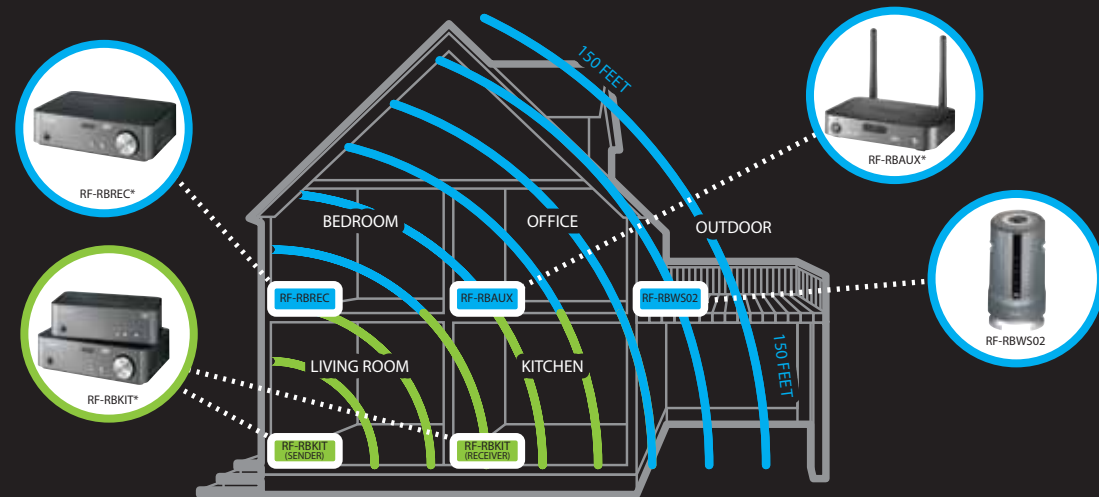 150 FEET
RF-RBREC*
RF-RBAUX*
BEDROOM
OFFICE
OUTDOOR
RF-RBREC
RF-RBAUX
RF-RBWS02
RF-RBWS02
LIVING ROOM
KITCHEN
150 FEET
RF-RBKIT*
RF-RBKIT
(SENDER)
RF-RBKIT
(RECEIVER)